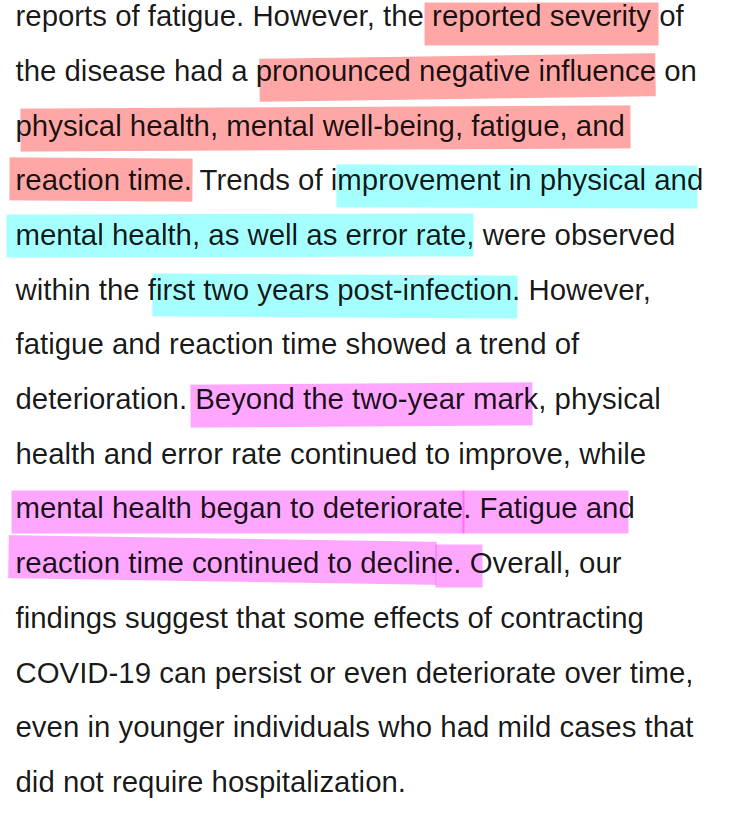 reports of fatigue. However, the reported severity of
the disease had a pronounced negative influence on
physical health, mental well-being, fatigue, and
reaction time. Trends of improvement in physical and
mental health, as well as error rate, were observed
within the first two years post-infection. However,
fatigue and reaction time showed a trend of
deterioration. Beyond the two-year mark, physical
health and error rate continued to improve, while
mental health began to deteriorate. Fatigue and
reaction time continued to decline. Overall, our
findings suggest that some effects of contracting
COVID-19 can persist or even deteriorate over time,
even in younger individuals who had mild cases that
did not require hospitalization.